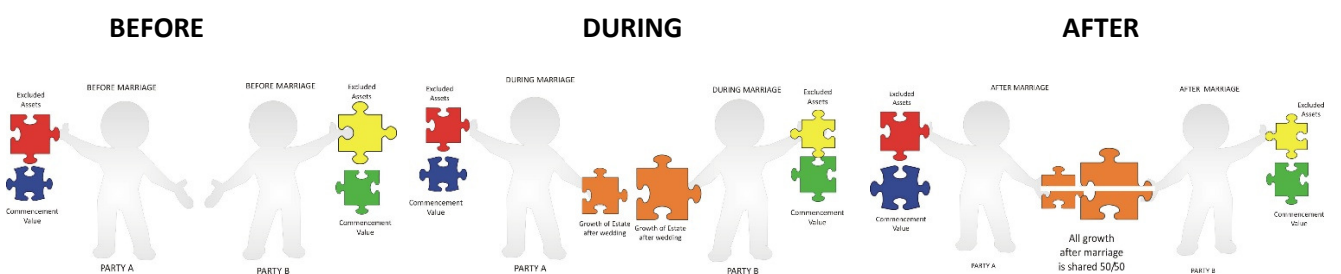 BEFORE
BEFORE MARRIAGE
BEFORE MARRIAGE
Excluded
Assets
Commencement
Value
Excluded
Assets
Commencement
Value
PARTY A
PARTY B
DURING
DURING MARRIAGE
DURING MARRIAGE
Excluded
Assets
Commencement
Value
Growth of Estate
after wedding
Growth of Estate
after wedding
Excluded
Assets
Commencement
Value
PARTY A
PARTY B
AFTER
AFTER MARRIAGE
AFTER MARRIAGE
Excluded
Assets
Commencement
Value
All growth
after marriage
is shared 50/50
Excluded
Assets
Commencement
Value
PARTY A
PARTY B